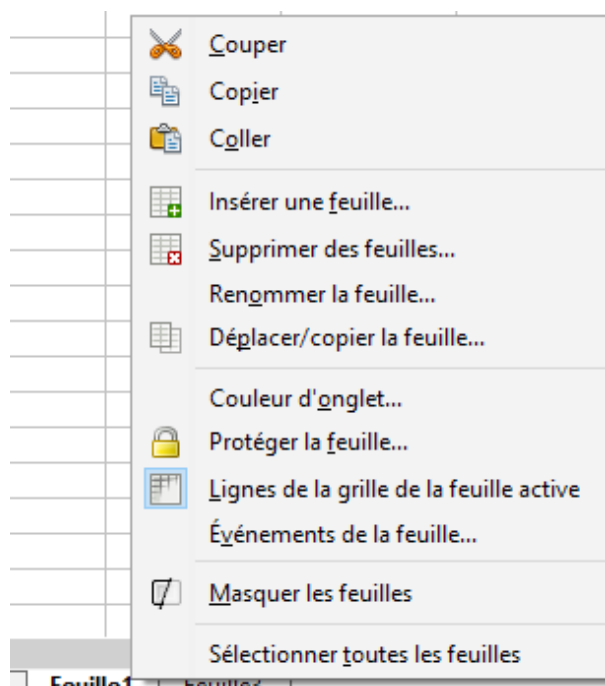 Couper
Copier
Coller
Insérer une feuille...
Supprimer des feuilles...
Renommer la feuille...
Déplacer/copier la feuille...
Couleur d'onglet...
Protéger la feuille...
Lignes de la grille de la feuille active
Événements de la feuille...
Masquer les feuilles
Sélectionner toutes les feuilles
Feuille1